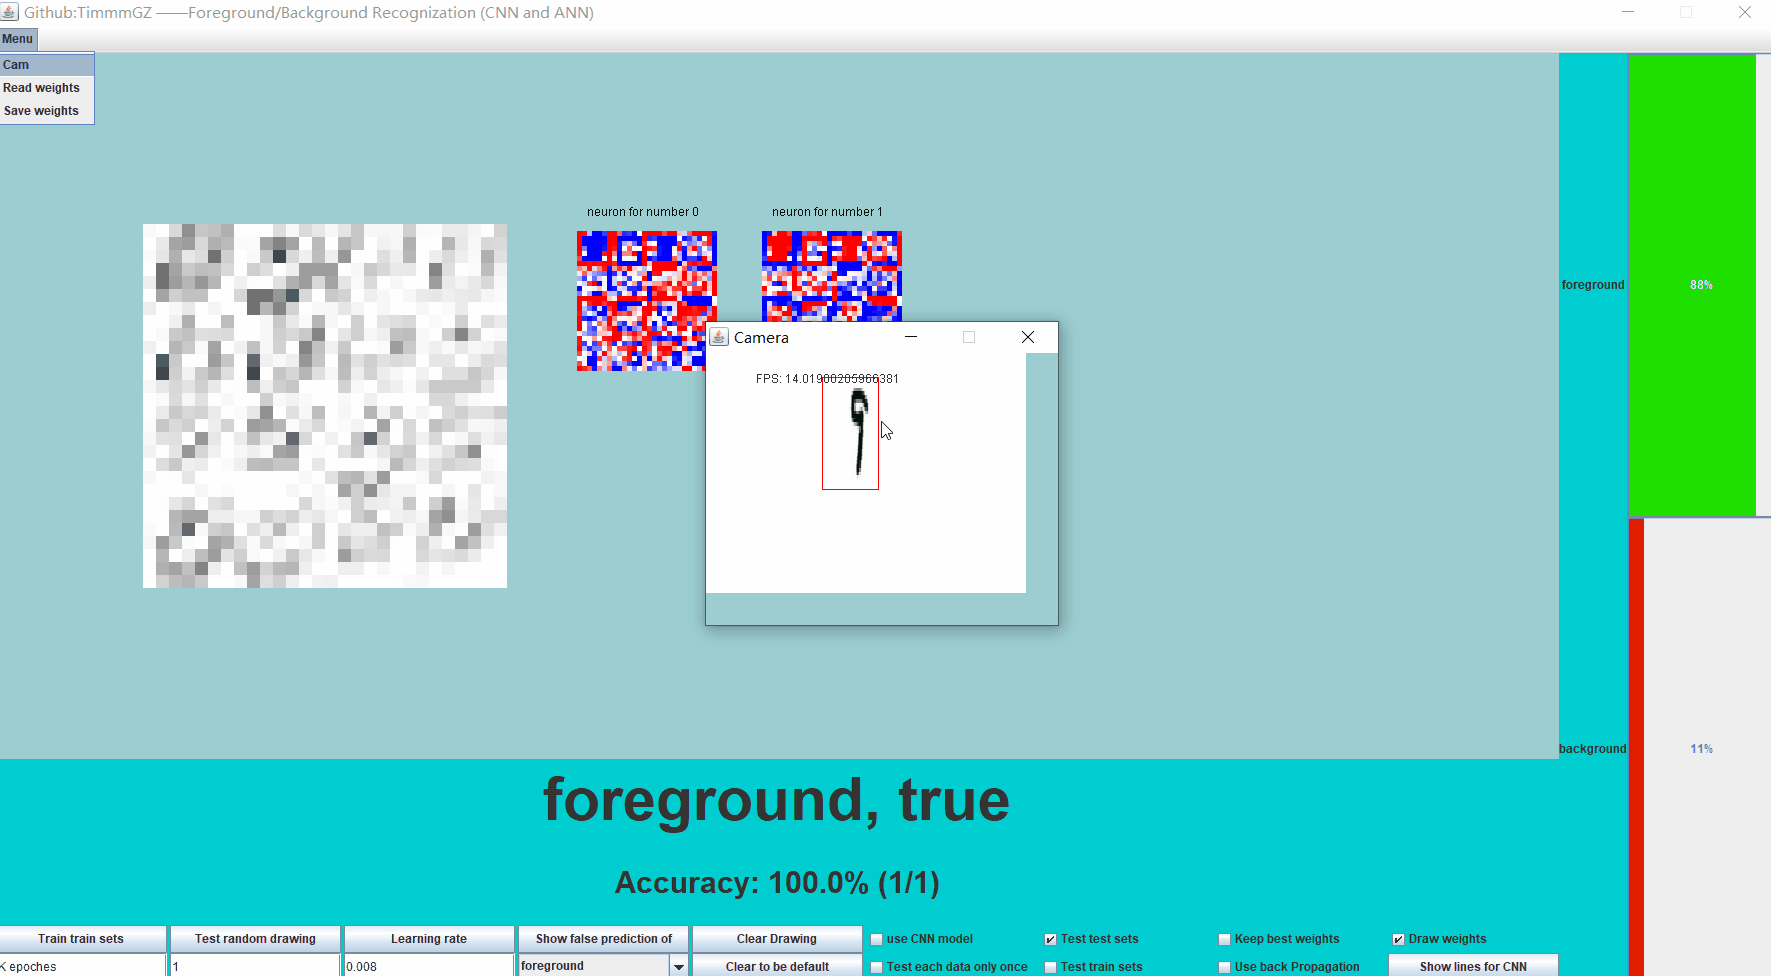 Github:TimmmGZ ——Foreground/Background Recognization (CNN and ANN)
Menu
Cam
Read weights
Save weights
neuron for number 0
neuron for number 1
Camera
FPS: 14.01900205966381
foreground
88%
background
11%
foreground, true
Accuracy: 100.0% (1/1)
Train train sets
Test random drawing
Learning rate
Show false prediction of
Clear Drawing
use CNN model
Test test sets
Keep best weights
Draw weights
K epoches
1
0.008
foreground
Clear to be default
Test each data only once
Test train sets
Use back Propagation
Show lines for CNN